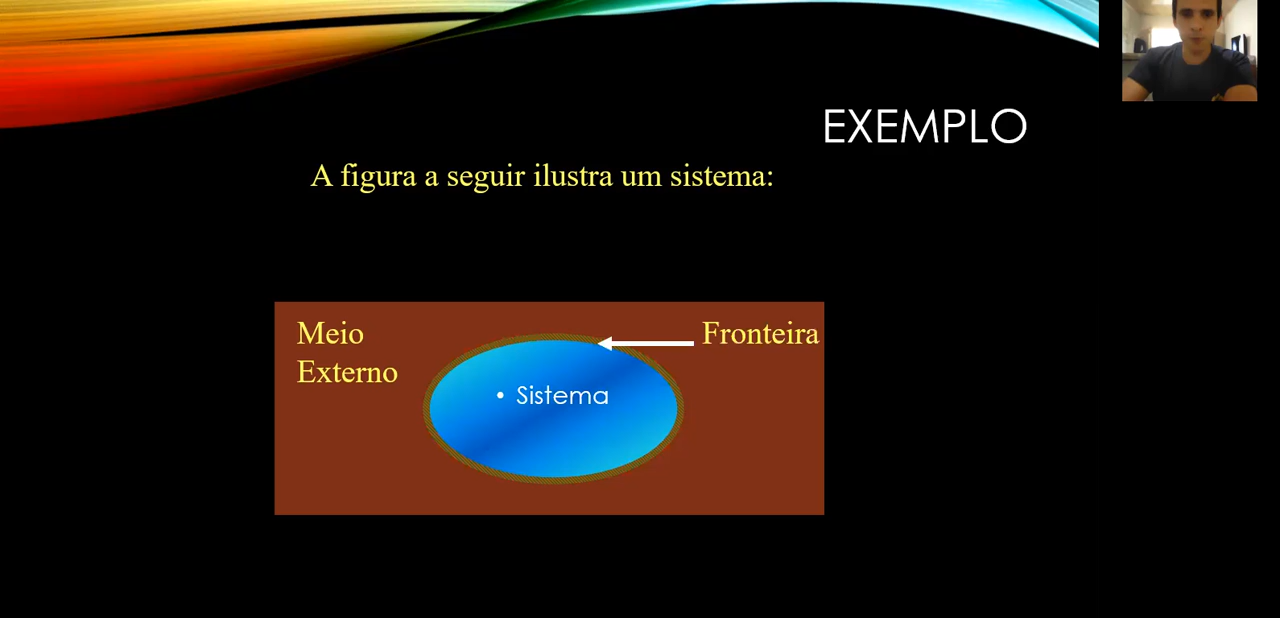 EXEMPLO
A figura a seguir ilustra um sistema:
Meio
Externo
Fronteira
• Sistema